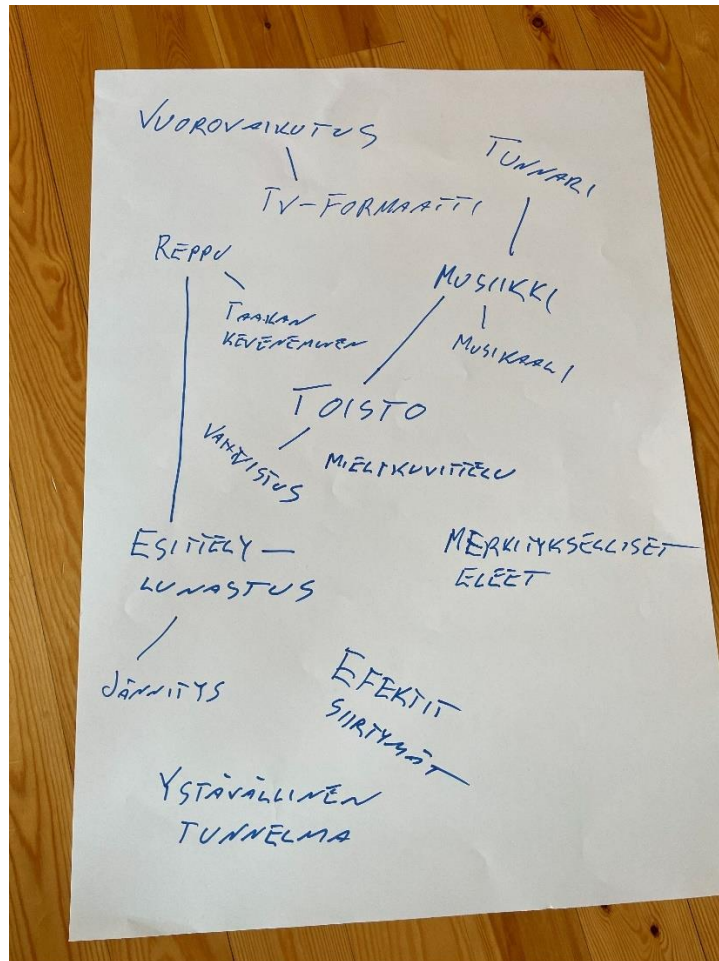 VUOROVAIKUTUS
TUNNARI
TV-FORMAATTI
REPPU
MUSIIKKI
TAAKAN
KEVENEMINEN
MUSIKAALI
TOISTO
VAHVISTUS
MIELIKUVITTELU
ESITTELY –
LUNASTUS
MERKITYKSELLISET
ELEET
JÄNNITYS
EFEKTIT
SIIRTYMÄT
YSTÄVÄLLINEN
TUNNELMA